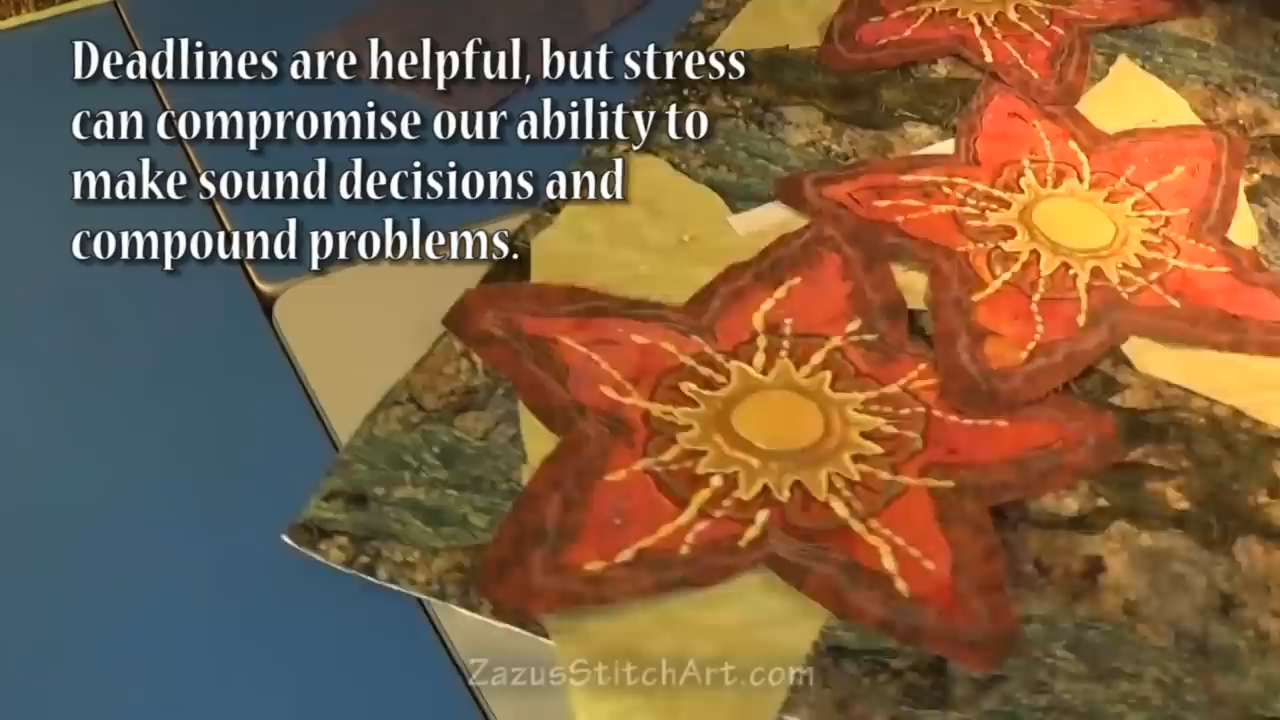 Deadlines are helpful, but stress
can compromise our ability to
make sound decisions and
compound problems.
ZazusStitchArt.com